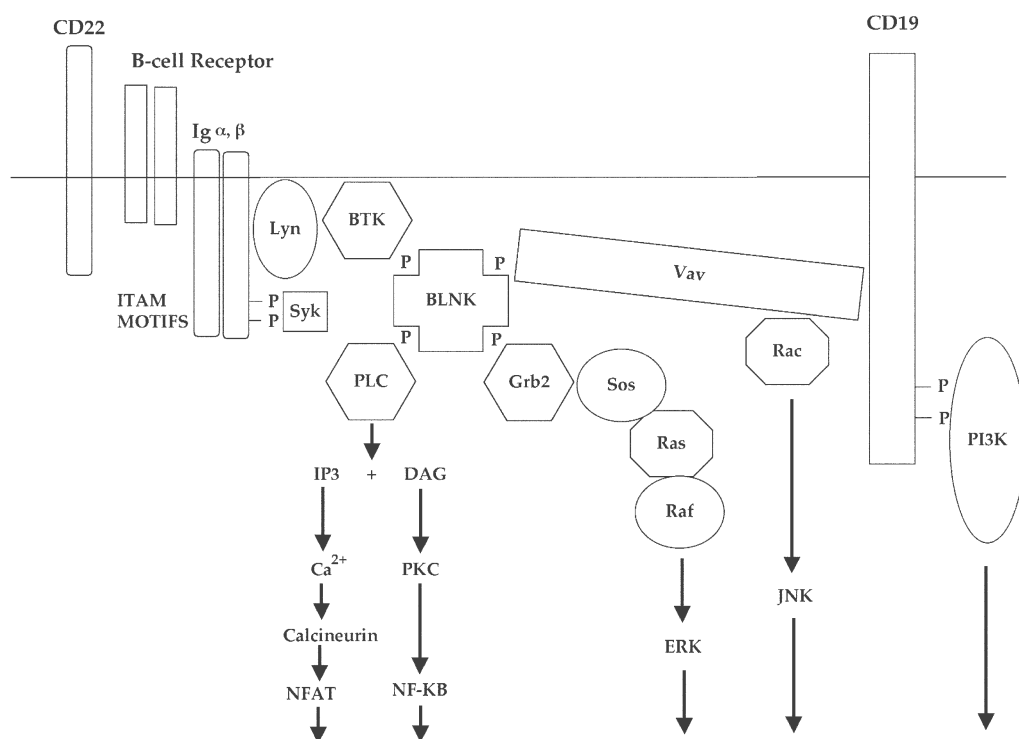 CD22
CD19
B-cell Receptor
Ig α, β
Lyn
BTK
P
P
BLNK
Vav
ITAM
MOTIFS
P
P
Syk
P
P
PLC
Grb2
Sos
Rac
P
P
PI3K
Ras
IP3 + DAG
Raf
Ca2+
PKC
JNK
Calcineurin
ERK
NFAT
NF-KB